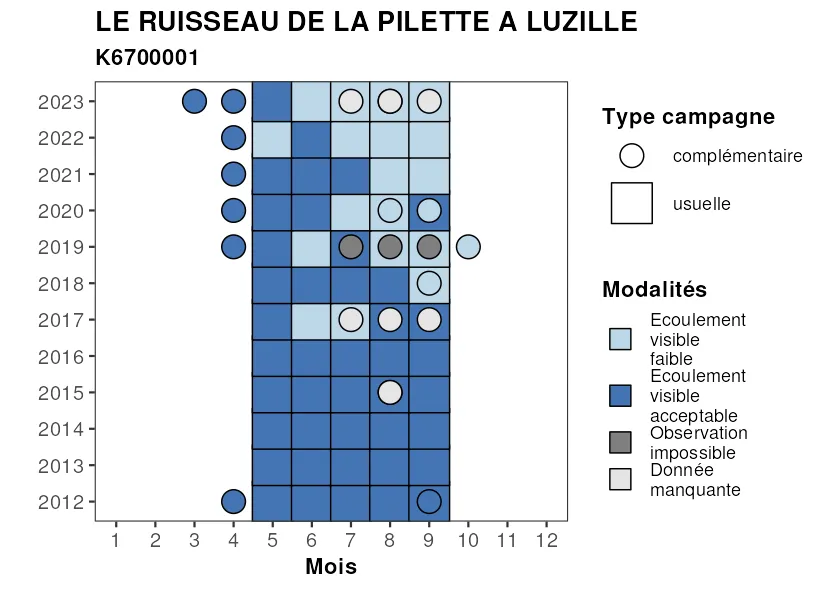 LE RUISSEAU DE LA PILETTE A LUZILLE
K6700001
2023
2022
2021
2020
2019
2018
2017
2016
2015
2014
2013
2012
1 2 3 4 5 6 7 8 9 10 11 12
Mois
Type campagne
complémentaire
usuelle
Modalités
Ecoulement
visible
faible
Ecoulement
visible
acceptable
Observation
impossible
Donnée
manquante